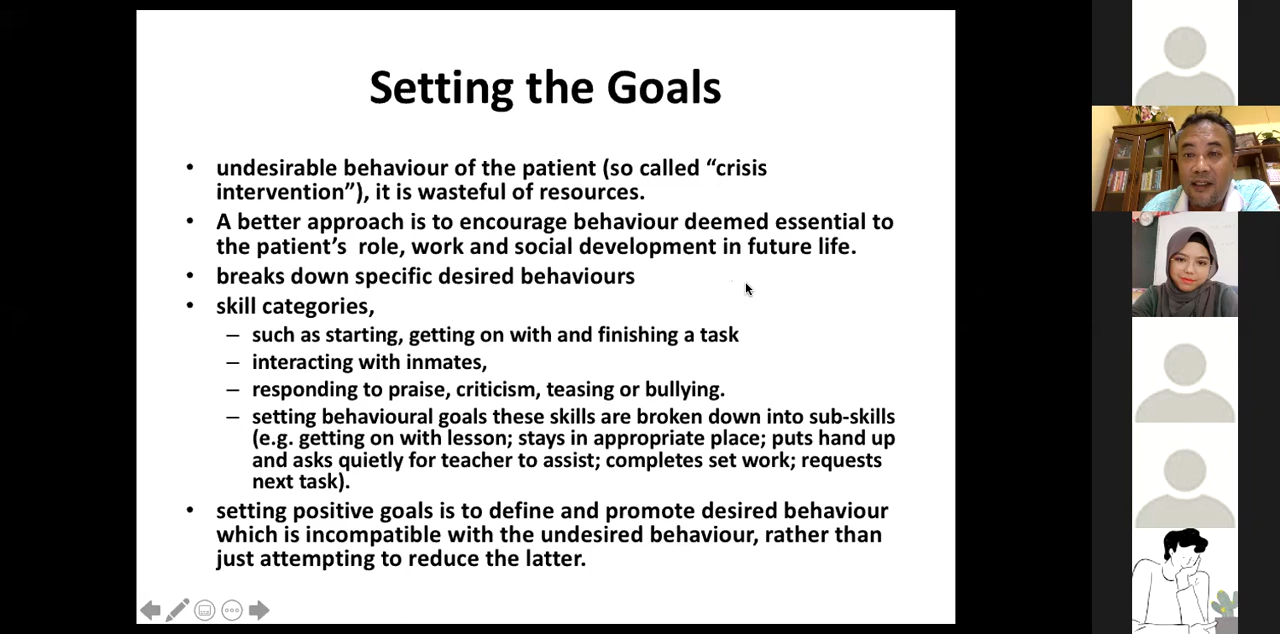 Setting the Goals
• undesirable behaviour of the patient (so called “crisis
intervention”), it is wasteful of resources.
• A better approach is to encourage behaviour deemed essential to
the patient’s role, work and social development in future life.
• breaks down specific desired behaviours
• skill categories,
– such as starting, getting on with and finishing a task
– interacting with inmates,
– responding to praise, criticism, teasing or bullying.
– setting behavioural goals these skills are broken down into sub-skills
(e.g. getting on with lesson; stays in appropriate place; puts hand up
and asks quietly for teacher to assist; completes set work; requests
next task).
• setting positive goals is to define and promote desired behaviour
which is incompatible with the undesired behaviour, rather than
just attempting to reduce the latter.